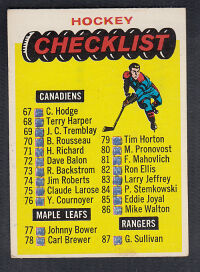 HOCKEY
CHECKLIST
CANADIENS
67 C. Hodge
68 Terry Harper
69 J. C. Tremblay
70 B. Rousseau
71 H. Richard
72 Dave Balon
73 R. Backstrom
74 Jim Roberts
75 Claude Larose
76 Y. Cournoyer
MAPLE LEAFS
77 Johnny Bower
78 Carl Brewer
79 Tim Horton
80 M. Pronovost
81 F. Mahovlich
82 Ron Ellis
83 Larry Jeffrey
84 P. Stemkowski
85 Eddie Joyal
86 Mike Walton
RANGERS
87 G. Sullivan